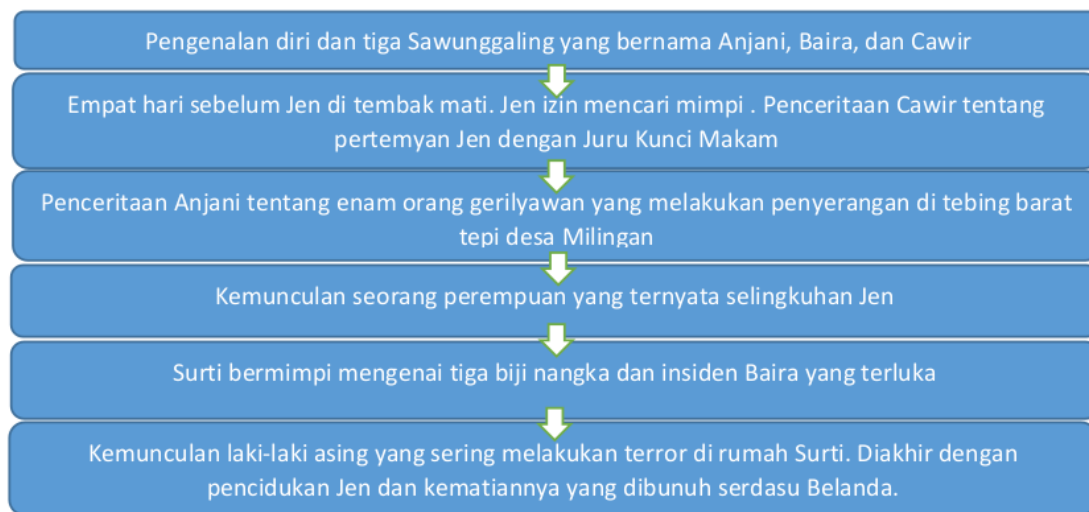 Pengenalan diri dan tiga Sawunggaling yang bernama Anjani, Baira, dan Cawir
Empat hari sebelum Jen di tembak mati. Jen izin mencari mimpi . Penceritaan Cawir tentang
pertemyan Jen dengan Juru Kunci Makam
Penceritaan Anjani tentang enam orang gerilyawan yang melakukan penyerangan di tebing barat
tepi desa Milingan
Kemunculan seorang perempuan yang ternyata selingkuhan Jen
Surti bermimpi mengenai tiga biji nangka dan insiden Baira yang terluka
Kemunculan laki-laki asing yang sering melakukan terror di rumah Surti. Diakhir dengan
pencidukan Jen dan kematiannya yang dibunuh serdasu Belanda.